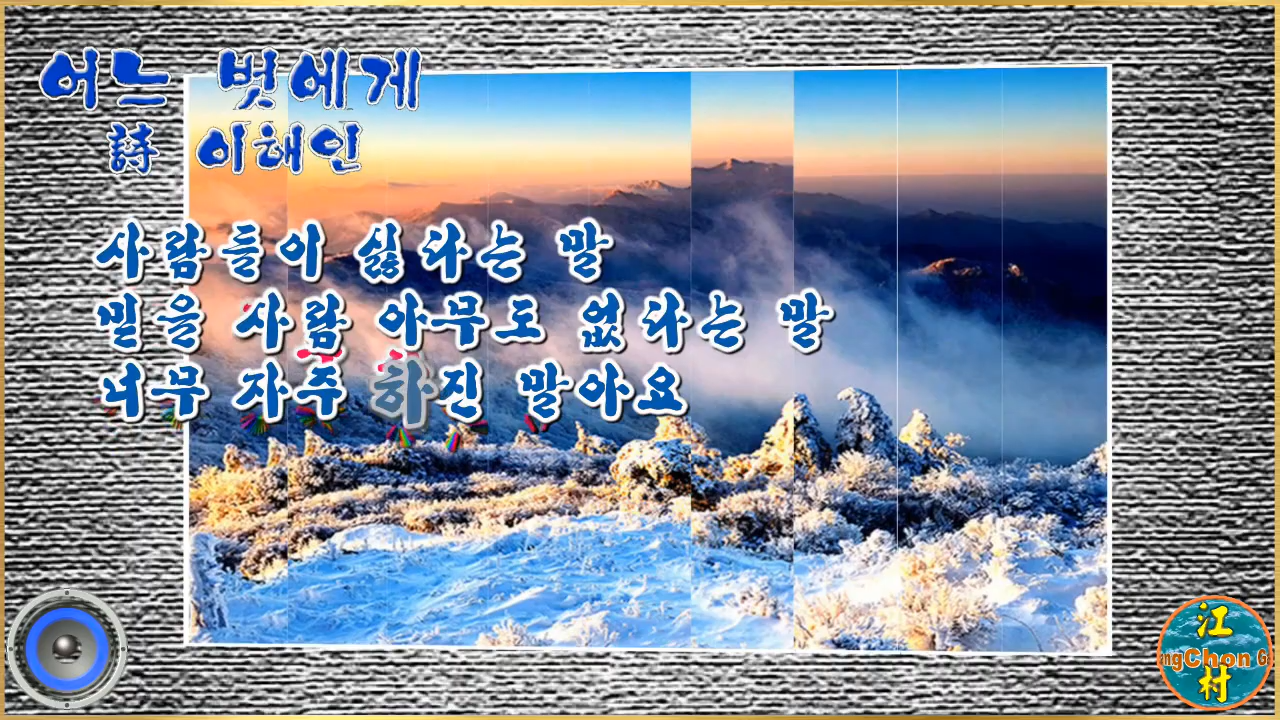 어느 벗에게
詩 이해인
사람들이 싫다는 말
믿을 사람 아무도 없다는 말
너무 자주 하진 말아요
江
ngChon G
村